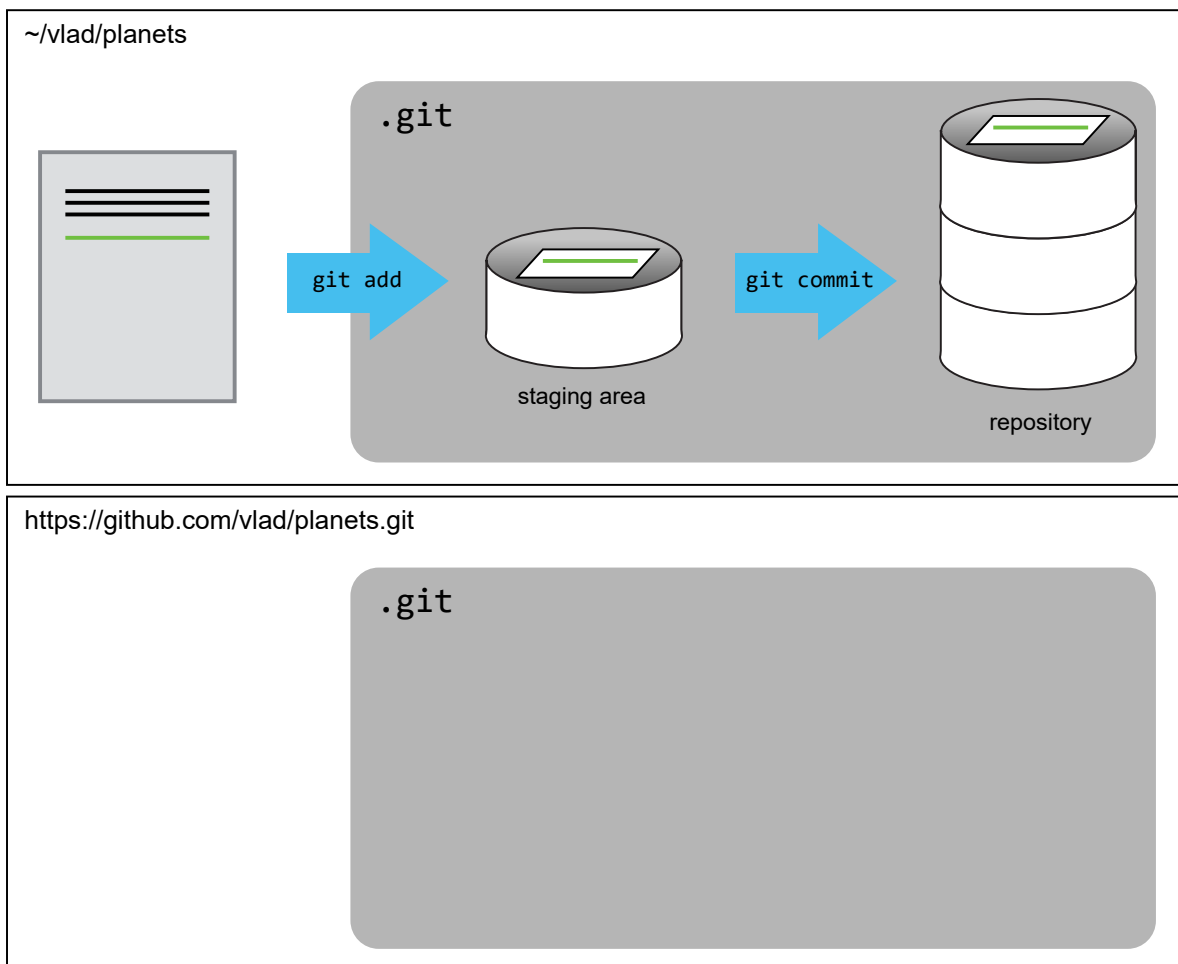 ~/vlad/planets
.git
git add
git commit
staging area
repository
https://github.com/vlad/planets.git
.git